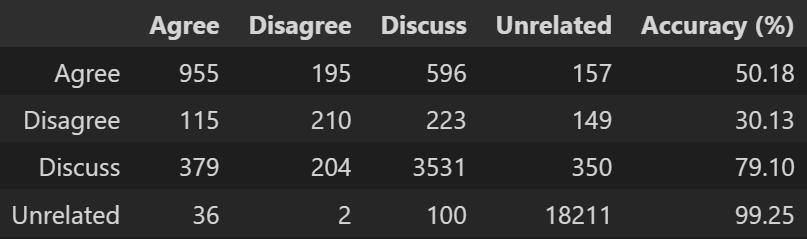 Agree Disagree Discuss Unrelated Accuracy (%)
Agree 955 195 596 157 50.18
Disagree 115 210 223 149 30.13
Discuss 379 204 3531 350 79.10
Unrelated 36 2 100 18211 99.25